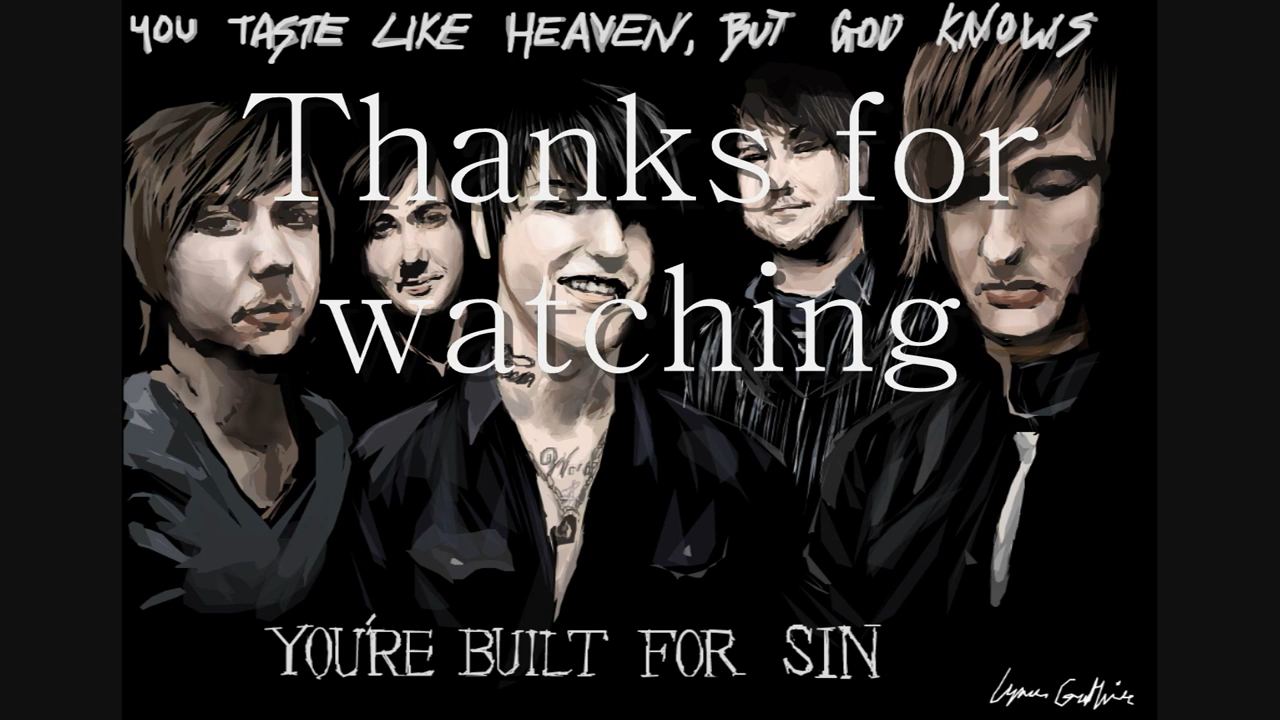 YOU TASTE LIKE HEAVEN, BUT GOD KNOWS
Thanks for
watching
YOU'RE BUILT FOR SIN